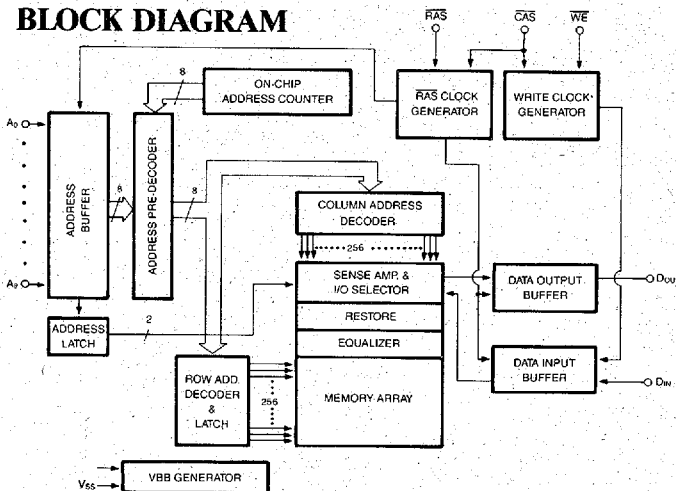 BLOCK DIAGRAM
RAS
CAS
WE
8
ON-CHIP
ADDRESS COUNTER
RAS CLOCK
GENERATOR
WRITE CLOCK
GENERATOR
A0
ADDRESS
BUFFER
8
ADDRESS PRE-DECODER
8
COLUMN ADDRESS
DECODER
256
SENSE AMP. &
I/O SELECTOR
DATA OUTPUT
BUFFER
DOU
ADDRESS
LATCH
2
RESTORE
EQUALIZER
ROW ADD.
DECODER
&
LATCH
256
MEMORY ARRAY
DATA INPUT
BUFFER
DIN
VBB GENERATOR
VSS